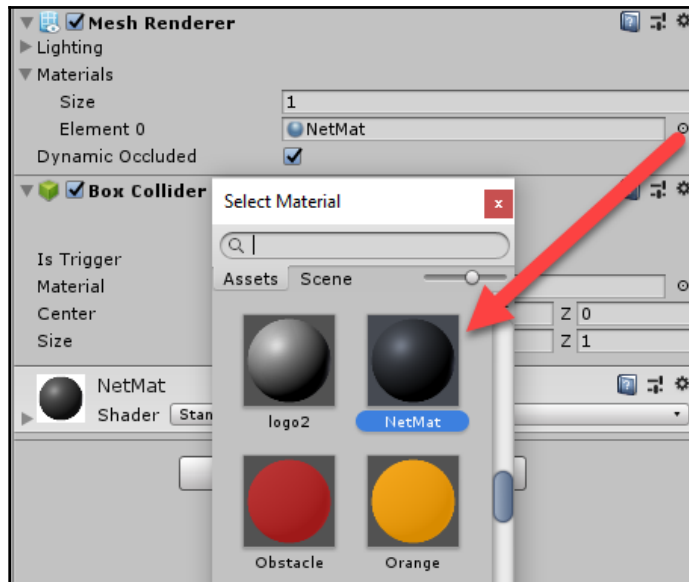 Mesh Renderer
Lighting
Materials
Size 1
Element 0 NetMat
Dynamic Occluded
Box Collider
Select Material x
Is Trigger
Assets Scene
Material
Center Z 0
Size Z 1
NetMat
Shader Stan
logo2 NetMat
Obstacle Orange